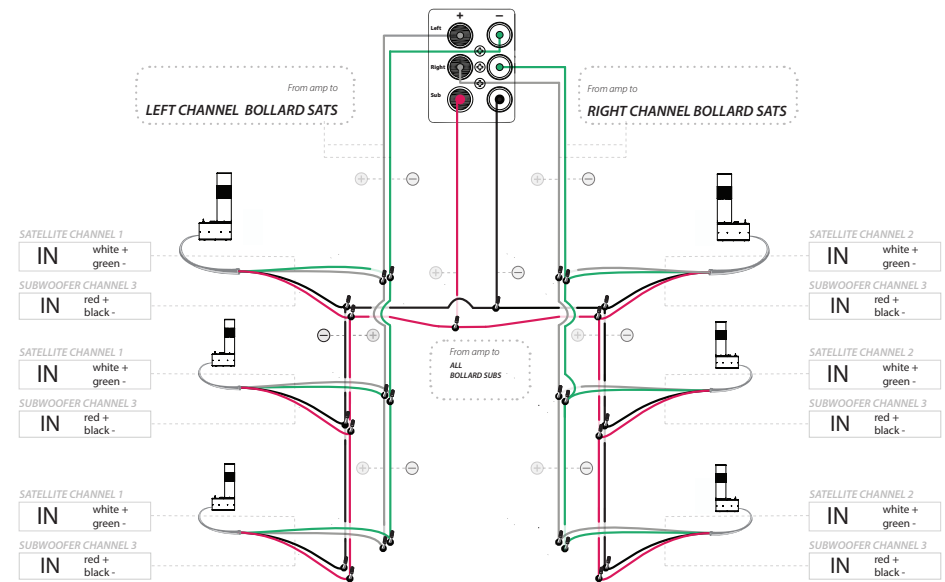 + −
Left
Right
Sub
From amp to
LEFT CHANNEL BOLLARD SATS
From amp to
RIGHT CHANNEL BOLLARD SATS
+ −
+ −
SATELLITE CHANNEL 1
IN
white +
green -
SUBWOOFER CHANNEL 3
IN
red +
black -
SATELLITE CHANNEL 2
IN
white +
green -
SUBWOOFER CHANNEL 3
IN
red +
black -
+ −
− +
+ −
From amp to
ALL
BOLLARD SUBS
SATELLITE CHANNEL 1
IN
white +
green -
SUBWOOFER CHANNEL 3
IN
red +
black -
SATELLITE CHANNEL 2
IN
white +
green -
SUBWOOFER CHANNEL 3
IN
red +
black -
+ −
+ −
SATELLITE CHANNEL 1
IN
white +
green -
SUBWOOFER CHANNEL 3
IN
red +
black -
SATELLITE CHANNEL 2
IN
white +
green -
SUBWOOFER CHANNEL 3
IN
red +
black -